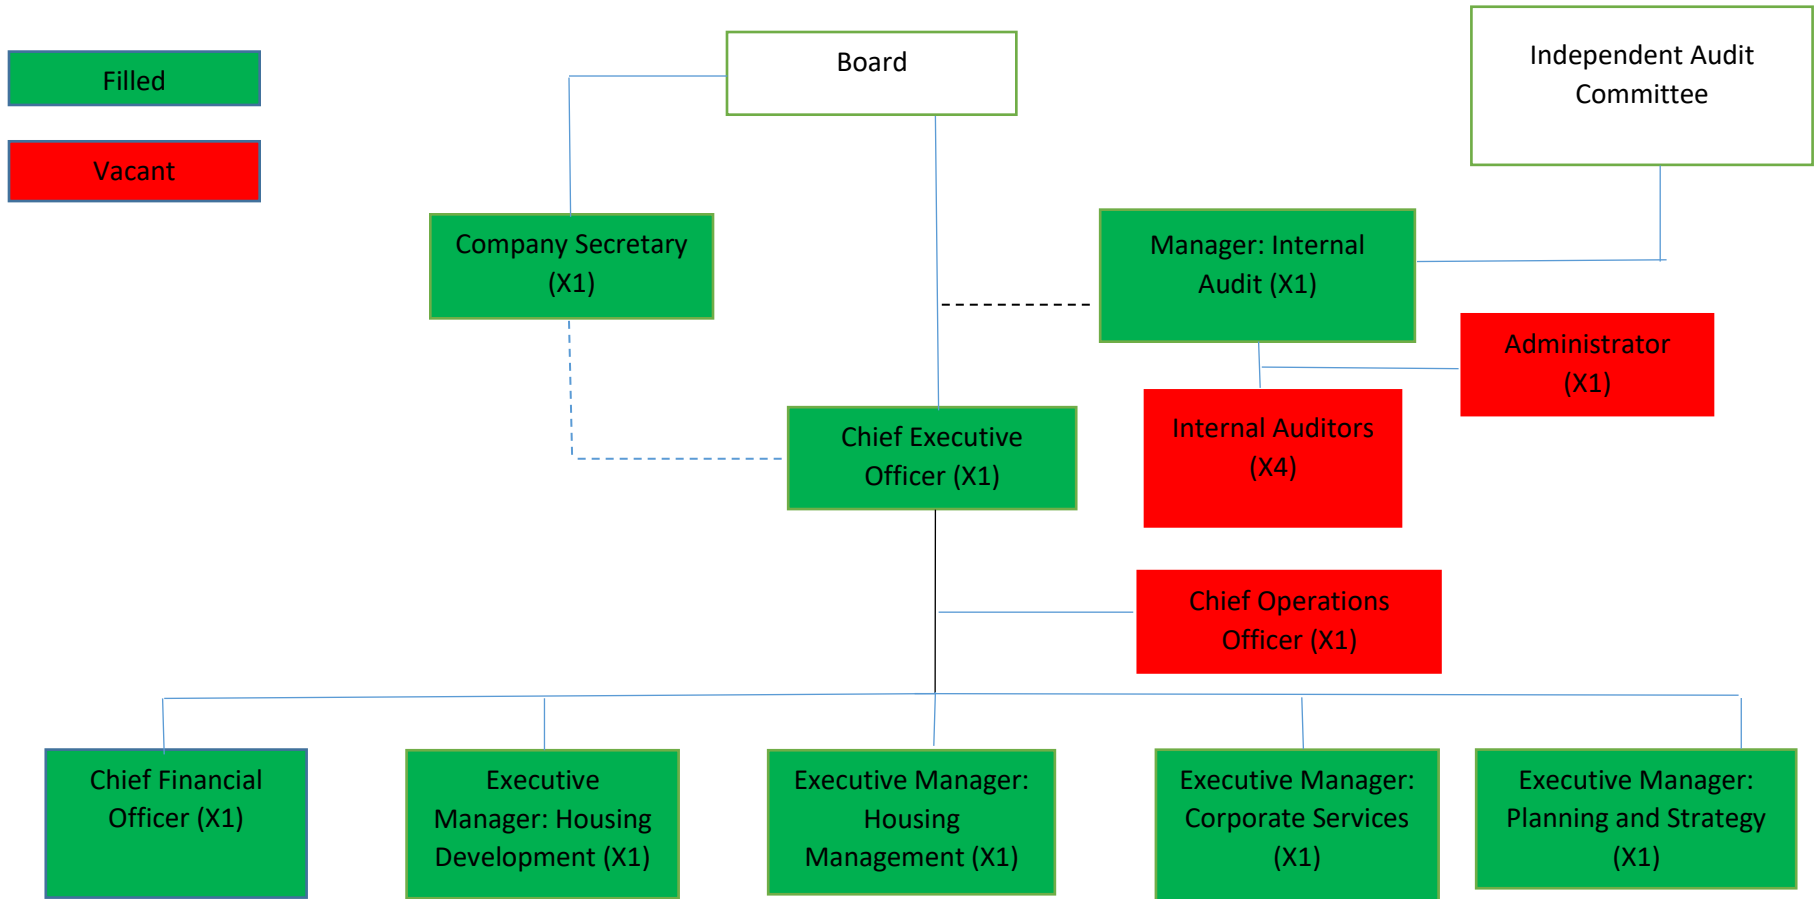 Filled
Vacant
Board
Independent Audit
Committee
Company Secretary
(X1)
Manager: Internal
Audit (X1)
Administrator
(X1)
Internal Auditors
(X4)
Chief Executive
Officer (X1)
Chief Operations
Officer (X1)
Chief Financial
Officer (X1)
Executive
Manager: Housing
Development (X1)
Executive Manager:
Housing
Management (X1)
Executive Manager:
Corporate Services
(X1)
Executive Manager:
Planning and Strategy
(X1)